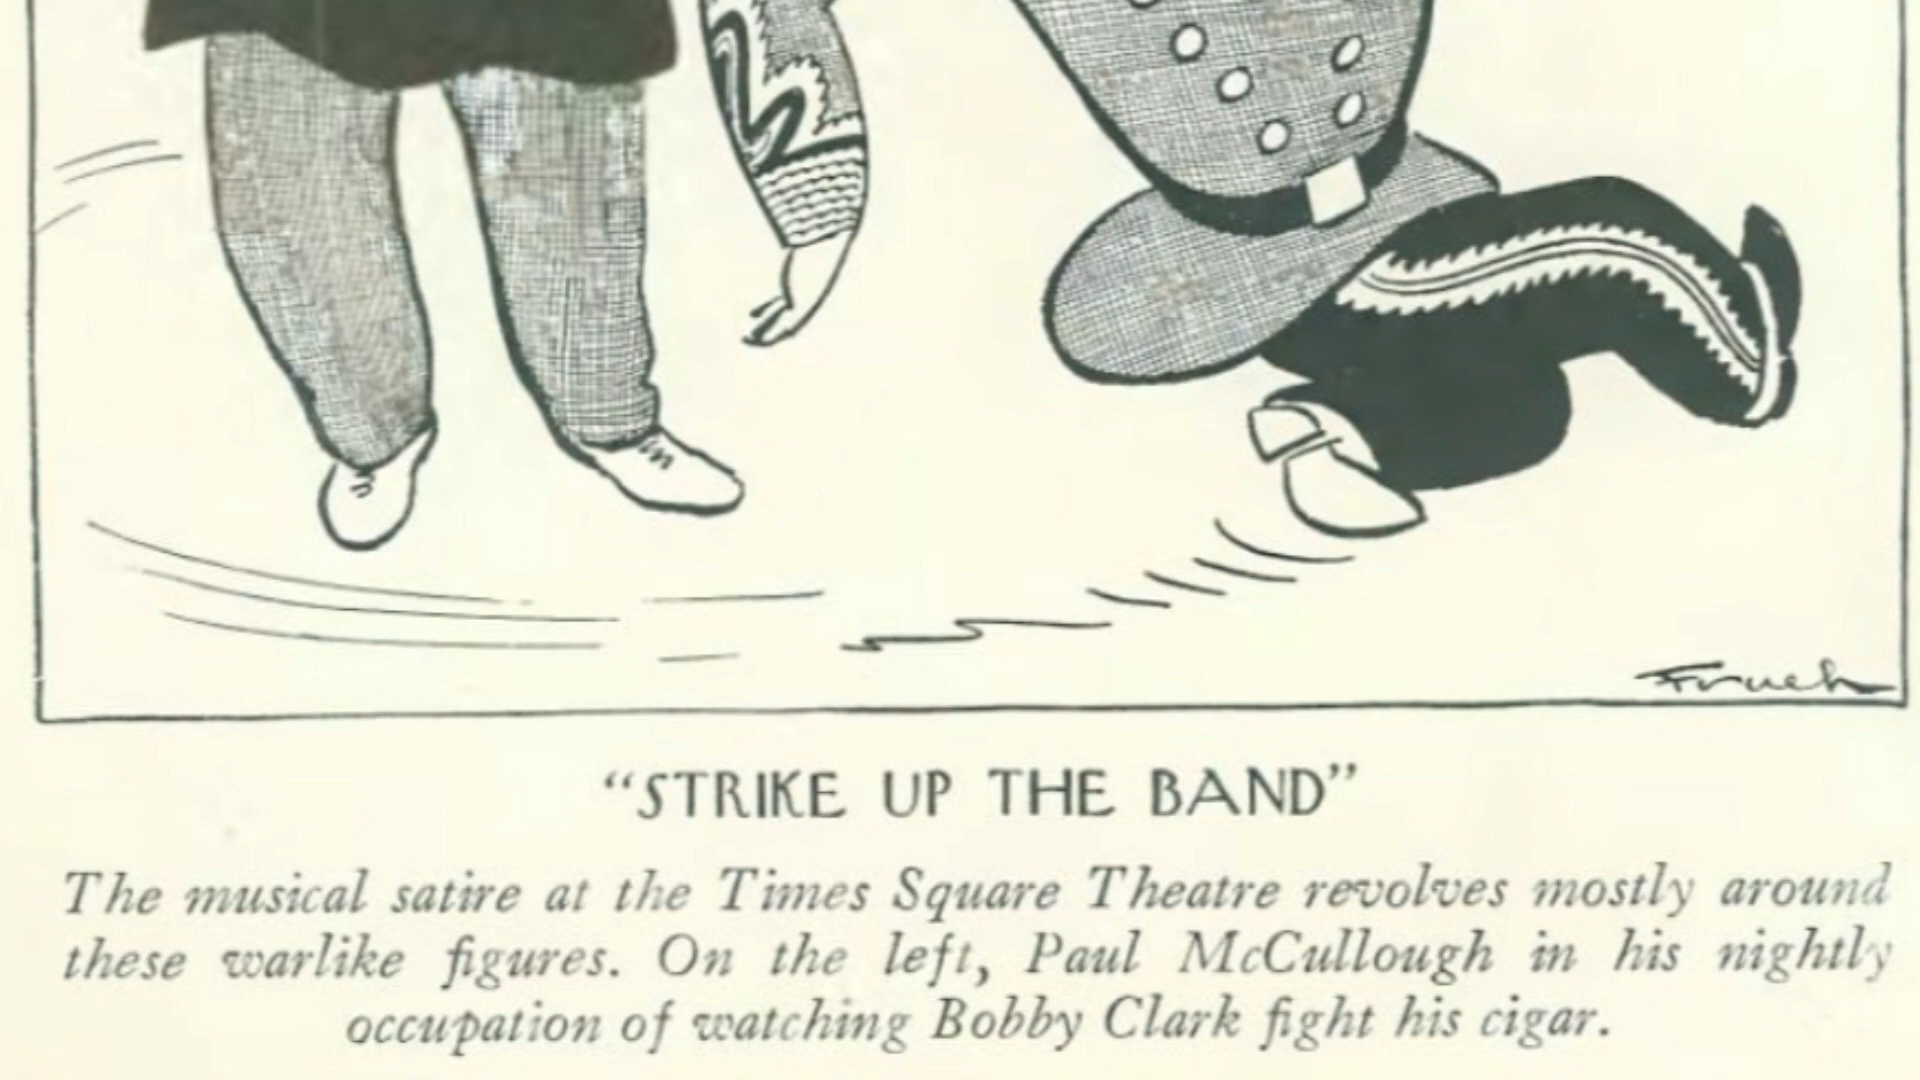 Frueh
"STRIKE UP THE BAND"
The musical satire at the Times Square Theatre revolves mostly around
these warlike figures. On the left, Paul McCullough in his nightly
occupation of watching Bobby Clark fight his cigar.